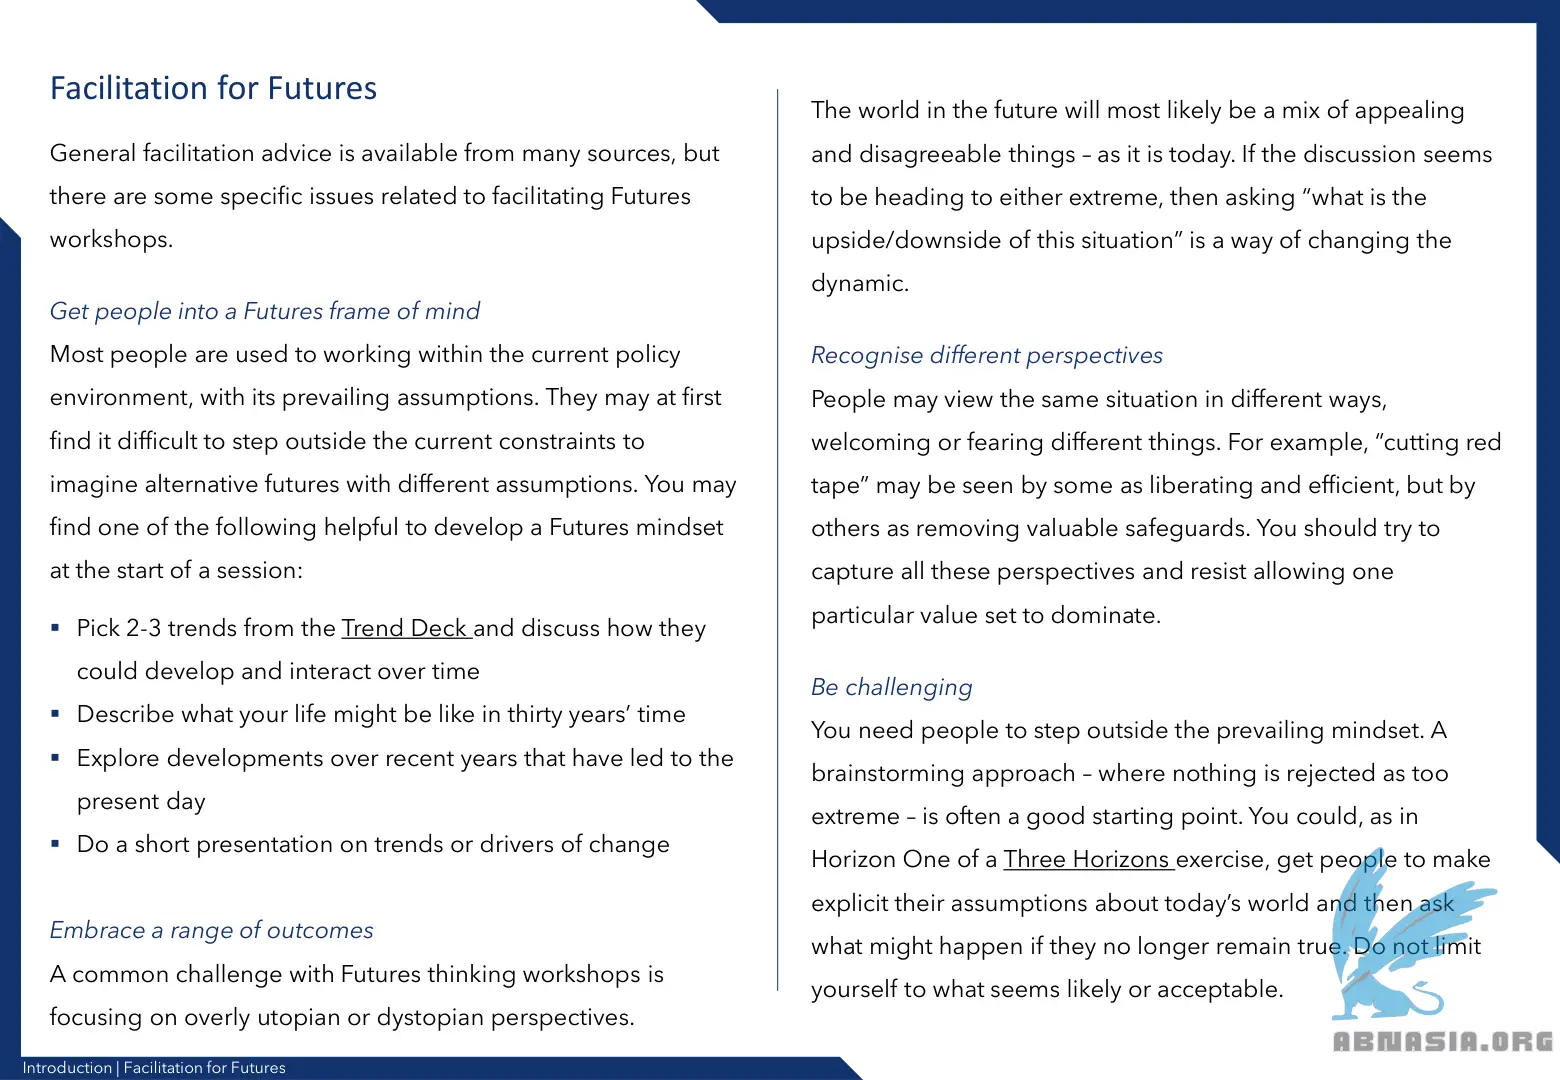 Facilitation for Futures
General facilitation advice is available from many sources, but
there are some specific issues related to facilitating Futures
workshops.
Get people into a Futures frame of mind
Most people are used to working within the current policy
environment, with its prevailing assumptions. They may at first
find it difficult to step outside the current constraints to
imagine alternative futures with different assumptions. You may
find one of the following helpful to develop a Futures mindset
at the start of a session:
▪ Pick 2-3 trends from the Trend Deck and discuss how they
could develop and interact over time
▪ Describe what your life might be like in thirty years’ time
▪ Explore developments over recent years that have led to the
present day
▪ Do a short presentation on trends or drivers of change
Embrace a range of outcomes
A common challenge with Futures thinking workshops is
focusing on overly utopian or dystopian perspectives.
The world in the future will most likely be a mix of appealing
and disagreeable things – as it is today. If the discussion seems
to be heading to either extreme, then asking “what is the
upside/downside of this situation” is a way of changing the
dynamic.
Recognise different perspectives
People may view the same situation in different ways,
welcoming or fearing different things. For example, “cutting red
tape” may be seen by some as liberating and efficient, but by
others as removing valuable safeguards. You should try to
capture all these perspectives and resist allowing one
particular value set to dominate.
Be challenging
You need people to step outside the prevailing mindset. A
brainstorming approach – where nothing is rejected as too
extreme – is often a good starting point. You could, as in
Horizon One of a Three Horizons exercise, get people to make
explicit their assumptions about today’s world and then ask
what might happen if they no longer remain true. Do not limit
yourself to what seems likely or acceptable.
ABNASIA.ORG
Introduction | Facilitation for Futures